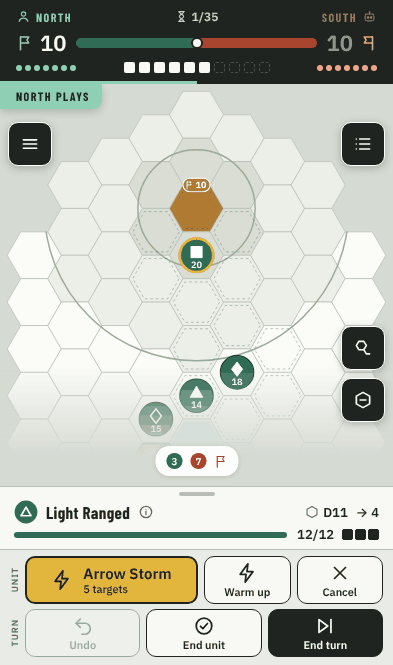 NORTH
1/35
SOUTH
10
10
NORTH PLAYS
10
20
18
14
15
3 7
Light Ranged
D11 → 4
12/12
UNIT
Arrow Storm
5 targets
Warm up
Cancel
TURN
Undo
End unit
End turn